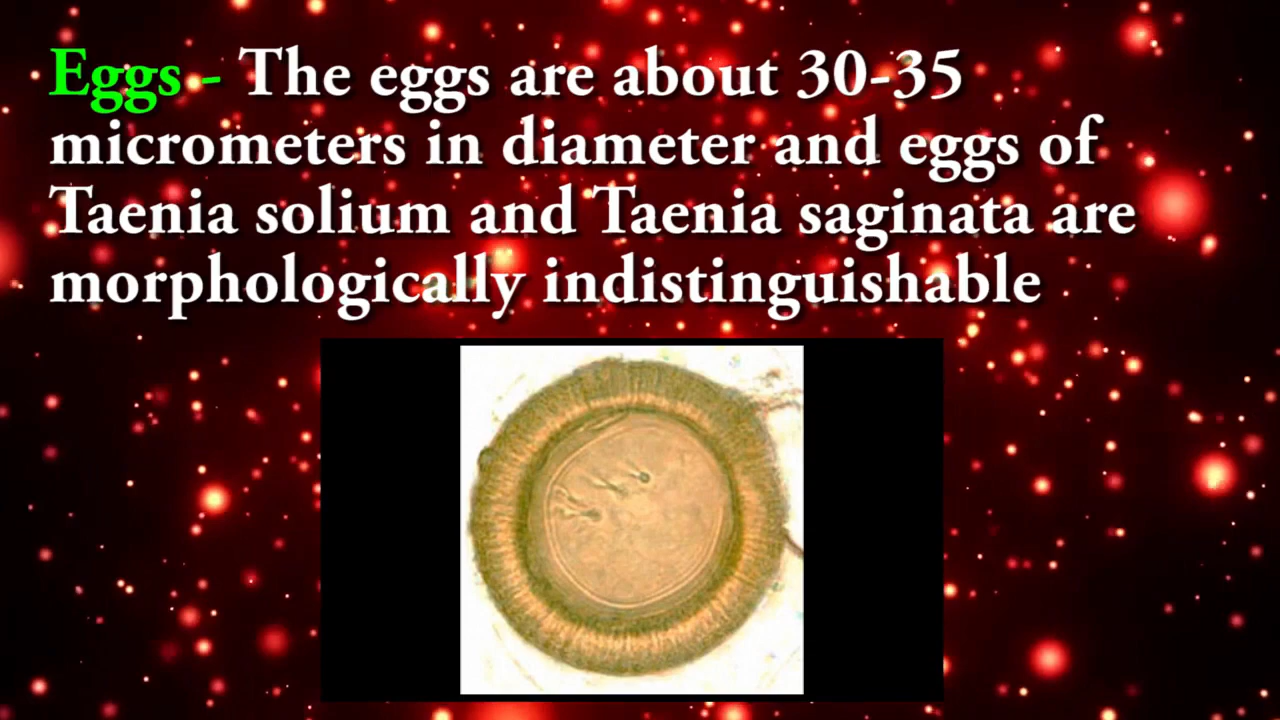 Eggs - The eggs are about 30-35
micrometers in diameter and eggs of
Taenia solium and Taenia saginata are
morphologically indistinguishable